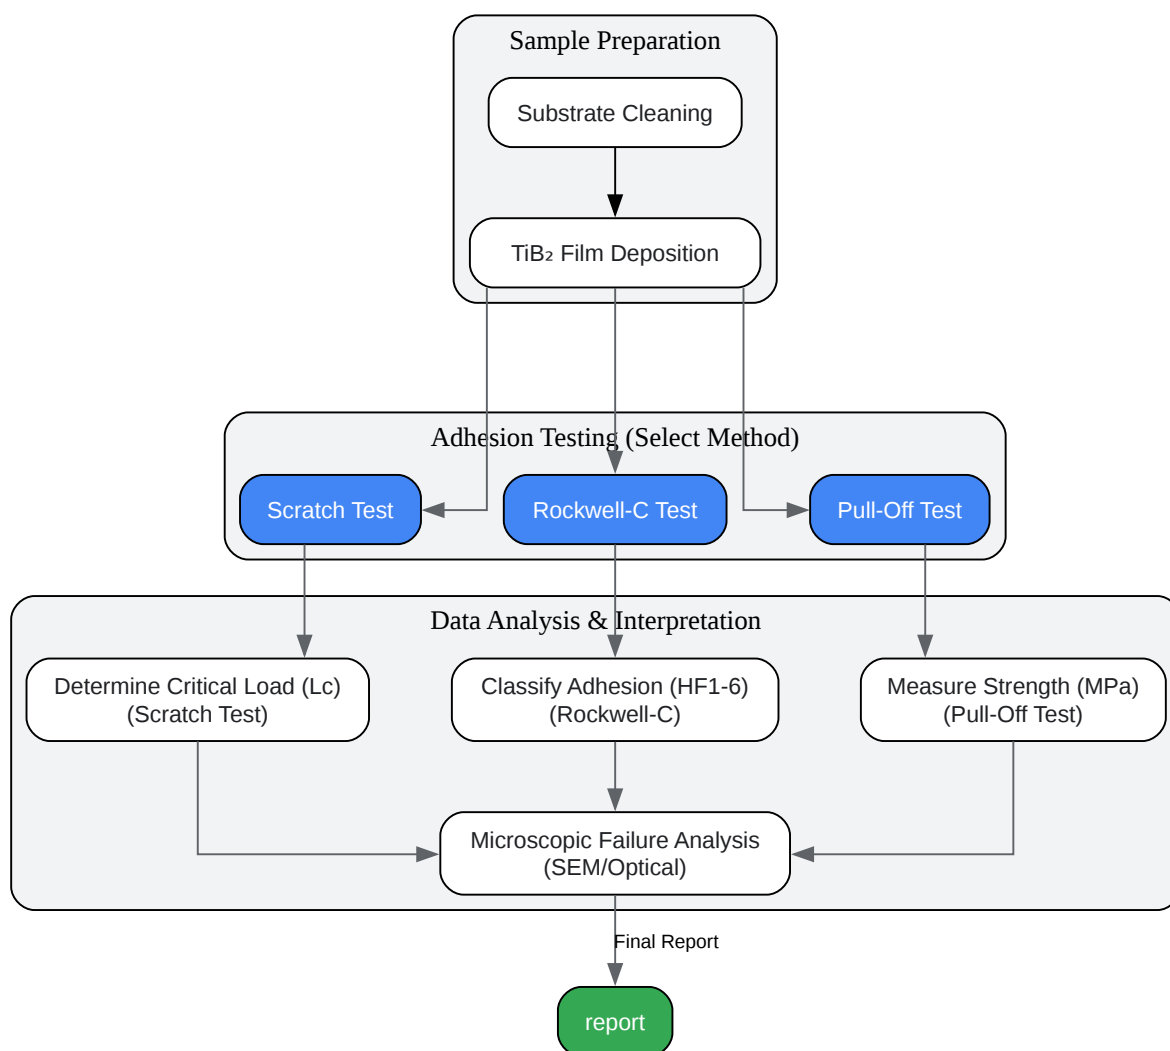 Sample Preparation
Substrate Cleaning
TiB₂ Film Deposition
Adhesion Testing (Select Method)
Scratch Test
Rockwell-C Test
Pull-Off Test
Data Analysis & Interpretation
Determine Critical Load (Lc)
(Scratch Test)
Classify Adhesion (HF1-6)
(Rockwell-C)
Measure Strength (MPa)
(Pull-Off Test)
Microscopic Failure Analysis
(SEM/Optical)
Final Report
report